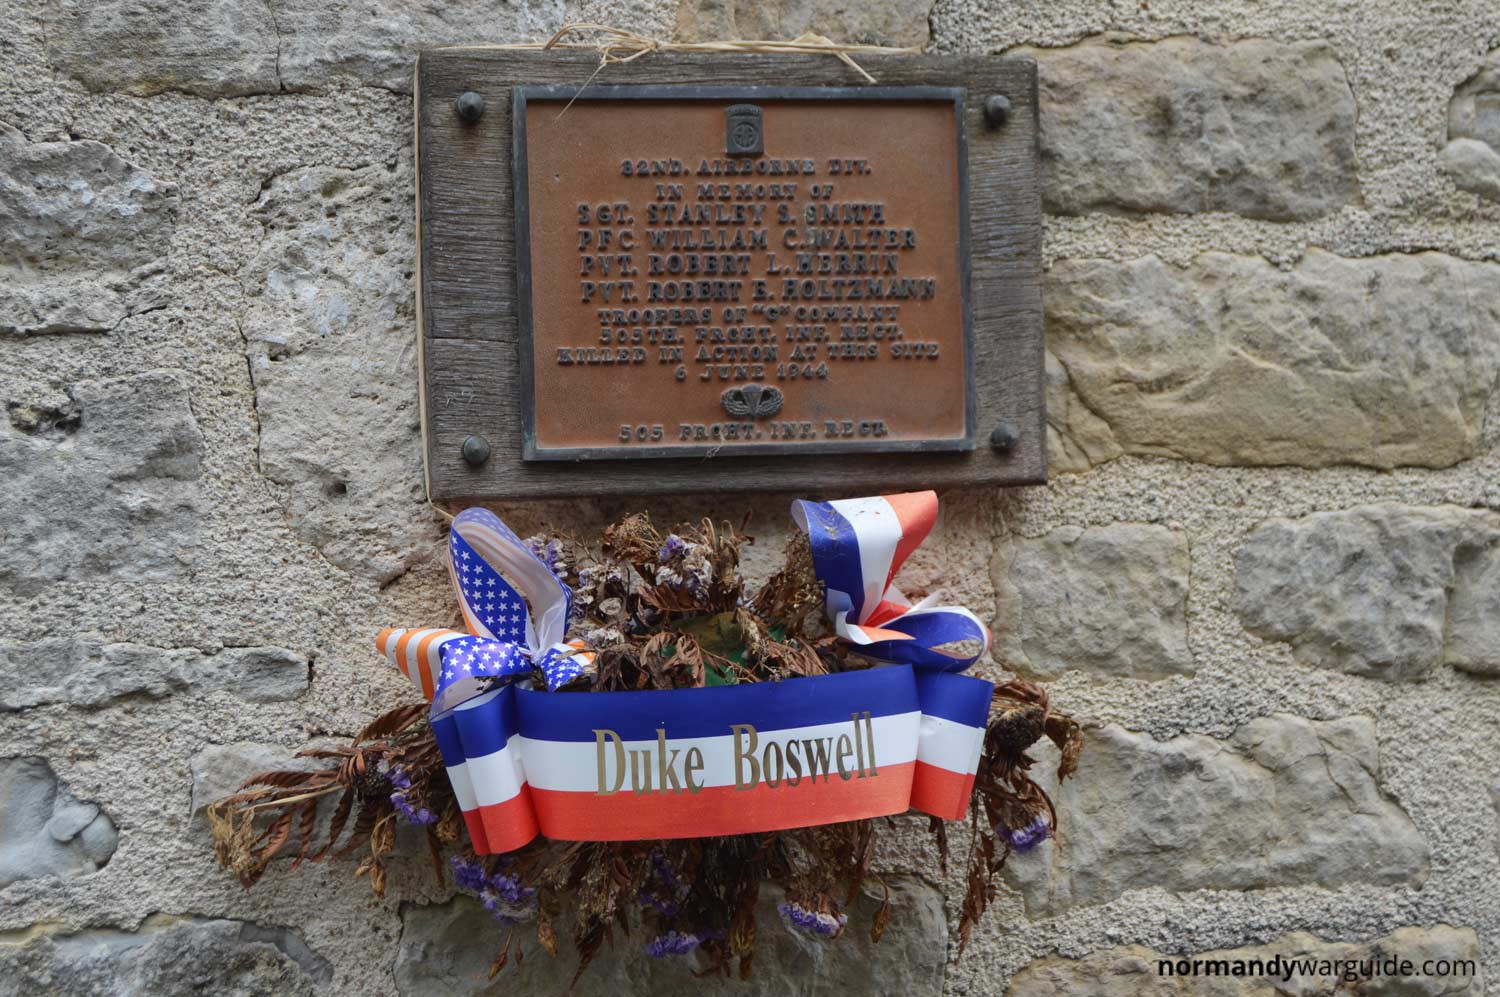 82ND. AIRBORNE DIV.
IN MEMORY OF
SGT. STANLEY S. SMITH
PFC WILLIAM C. WALTER
PVT. ROBERT L. HERRIN
PVT. ROBERT E. HOLTZMANN
TROOPERS OF "C" COMPANY
505TH. PRCHT. INF. REGT.
KILLED IN ACTION AT THIS SITE
6 JUNE 1944
505 PRCHT. INF. REGT.
Duke Boswell
normandywarguide.com